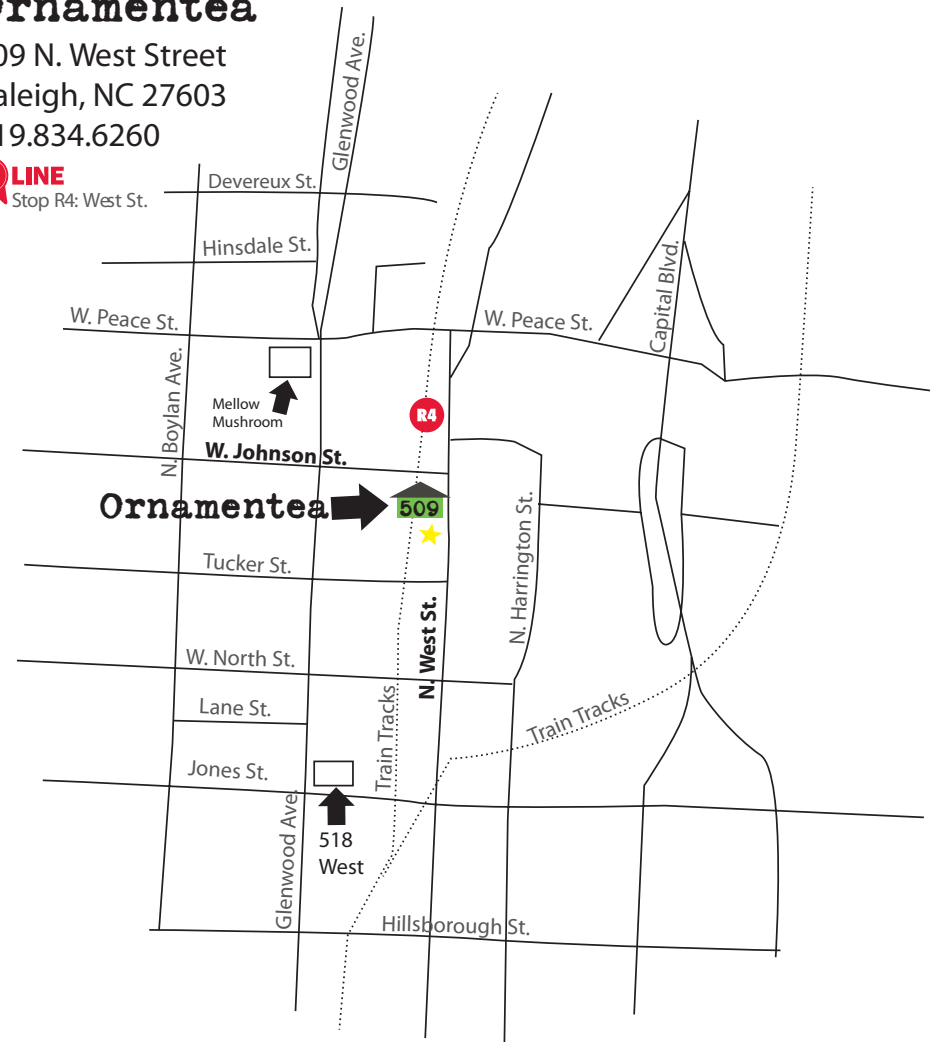 Ornamentea
09 N. West Street
aleigh, NC 27603
19.834.6260
LINE
Stop R4: West St.
Glenwood Ave.
Devereux St.
Hinsdale St.
W. Peace St.
W. Peace St.
Capital Blvd.
N. Boylan Ave.
Mellow
Mushroom
R4
W. Johnson St.
Ornamentea
509
N. Harrington St.
Tucker St.
N. West St.
W. North St.
Lane St.
Train Tracks
Train Tracks
Jones St.
Glenwood Ave.
518
West
Hillsborough St.